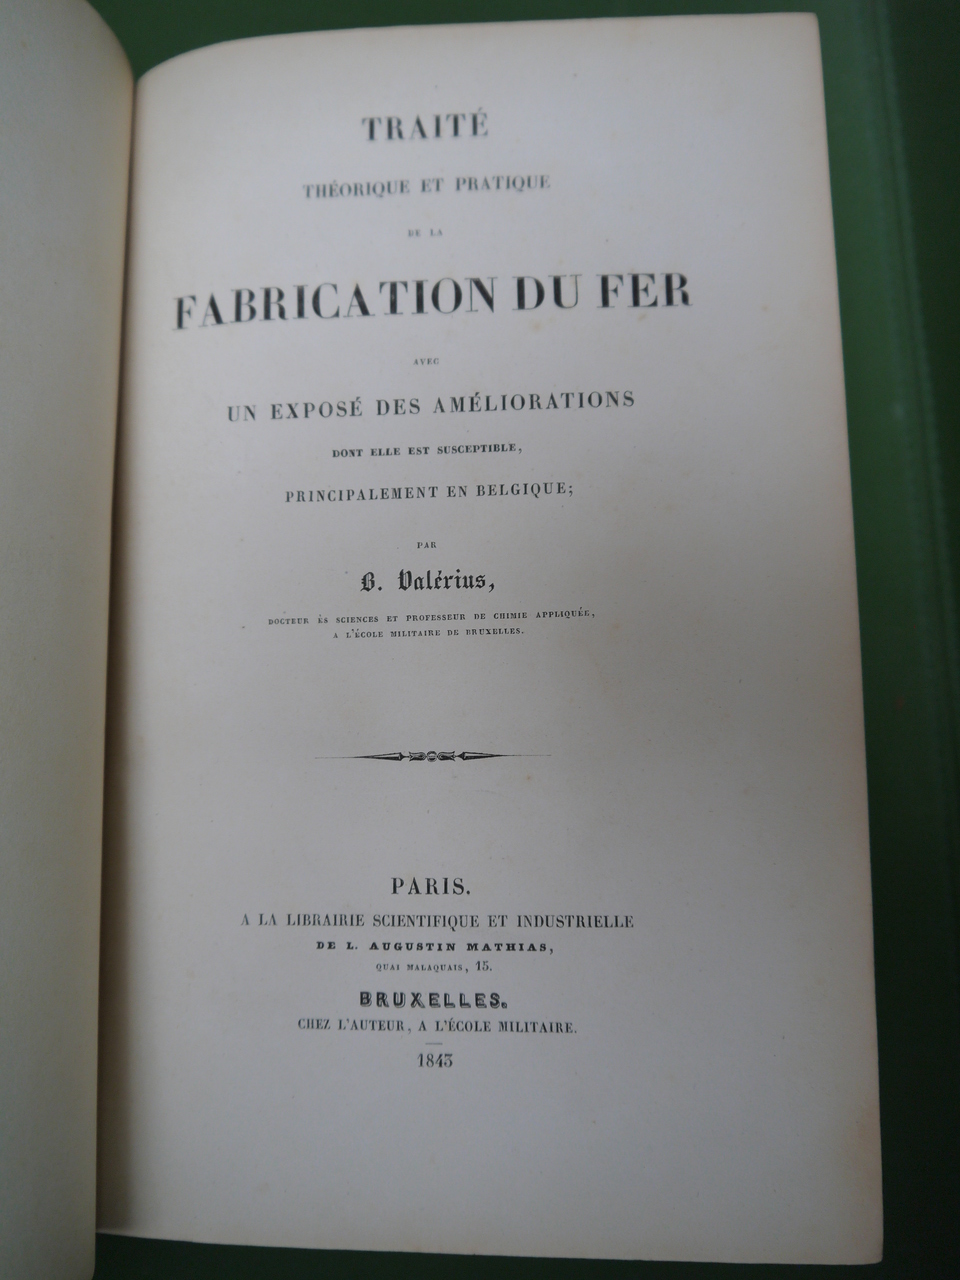 TRAITÉ
THÉORIQUE ET PRATIQUE
DE LA
FABRICATION DU FER
AVEC
UN EXPOSÉ DES AMÉLIORATIONS
DONT ELLE EST SUSCEPTIBLE,
PRINCIPALEMENT EN BELGIQUE;
PAR
B. Valérius,
DOCTEUR ÈS SCIENCES ET PROFESSEUR DE CHIMIE APPLIQUÉE,
A L'ÉCOLE MILITAIRE DE BRUXELLES.
PARIS.
A LA LIBRAIRIE SCIENTIFIQUE ET INDUSTRIELLE
DE L. AUGUSTIN MATHIAS,
QUAI MALAQUAIS, 15.
BRUXELLES.
CHEZ L'AUTEUR, A L'ÉCOLE MILITAIRE.
1843